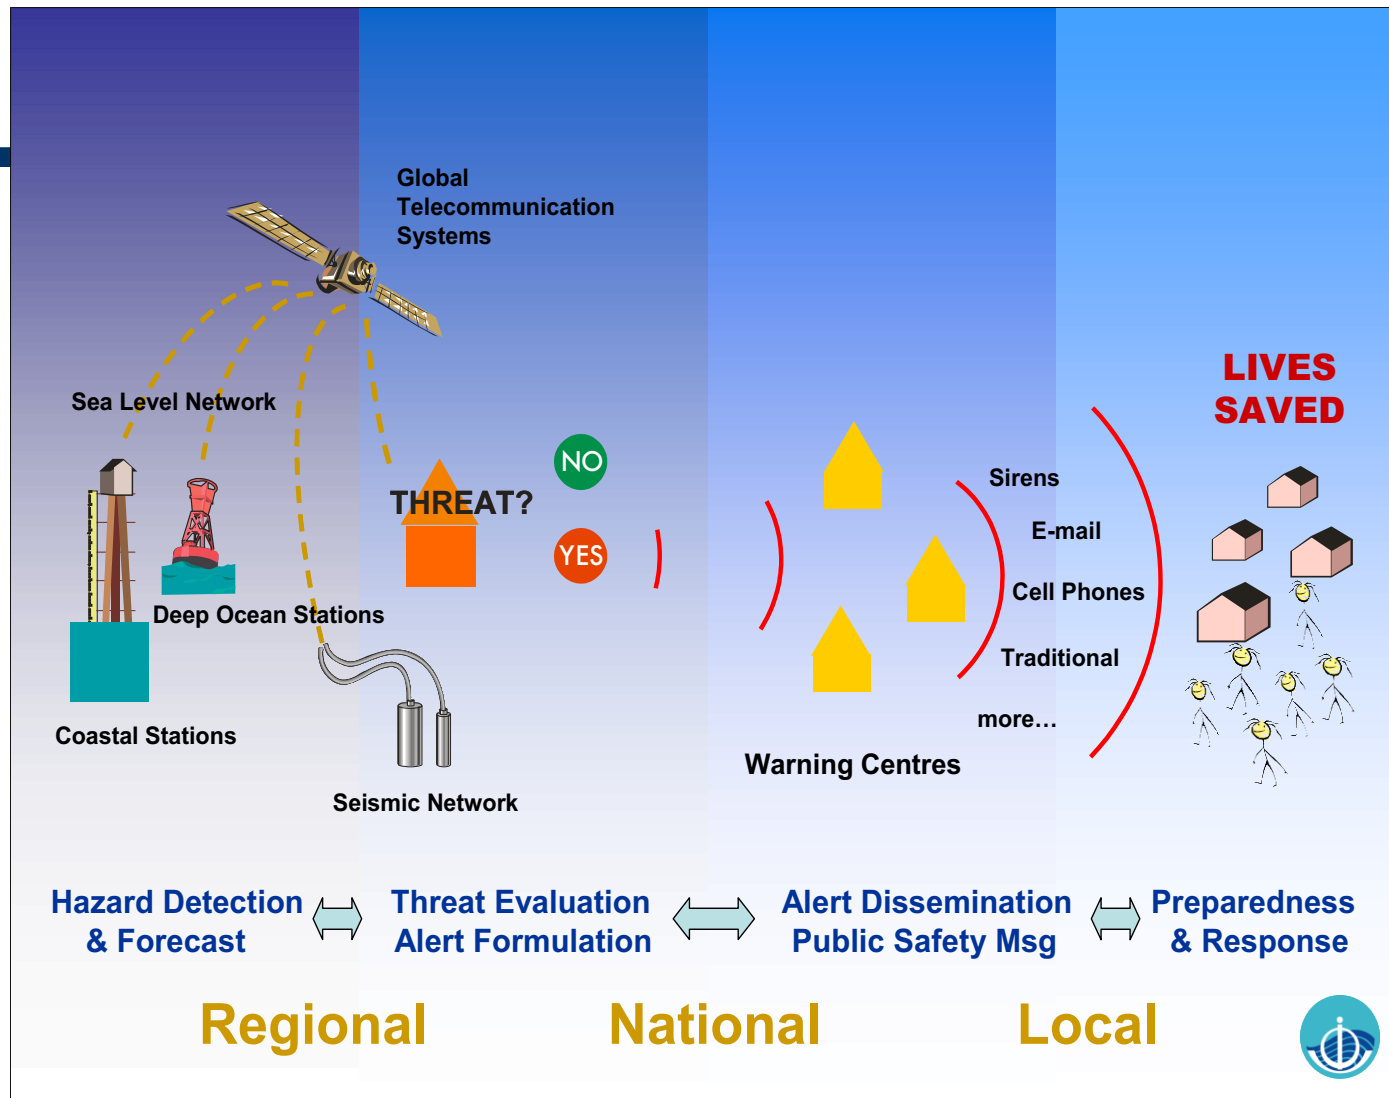 Global
Telecommunication
Systems
LIVES
SAVED
Sea Level Network
NO
THREAT?
YES
Sirens
E-mail
Cell Phones
Traditional
more…
Deep Ocean Stations
Coastal Stations
Seismic Network
Warning Centres
Hazard Detection
& Forecast
Threat Evaluation
Alert Formulation
Alert Dissemination
Public Safety Msg
Preparedness
& Response
Regional
National
Local